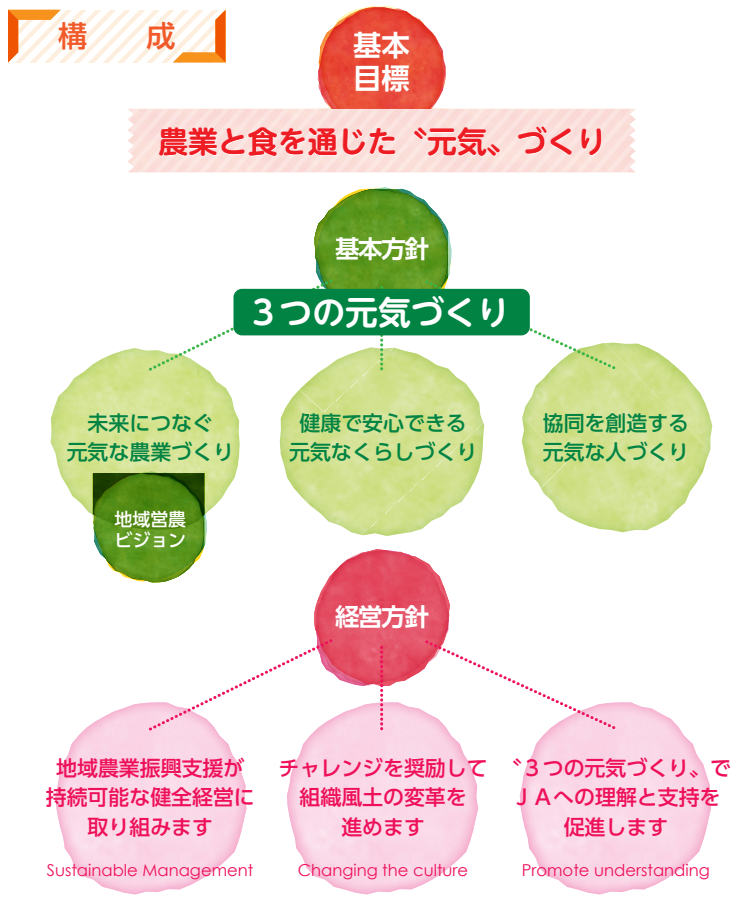 構　成
基本
目標
農業と食を通じた〝元気〟づくり
基本方針
３つの元気づくり
未来につなぐ
元気な農業づくり
健康で安心できる
元気なくらしづくり
協同を創造する
元気な人づくり
地域営農
ビジョン
経営方針
地域農業振興支援が
持続可能な健全経営に
取り組みます
Sustainable Management
チャレンジを奨励して
組織風土の変革を
進めます
Changing the culture
〝３つの元気づくり〟で
ＪＡへの理解と支持を
促進します
Promote understanding